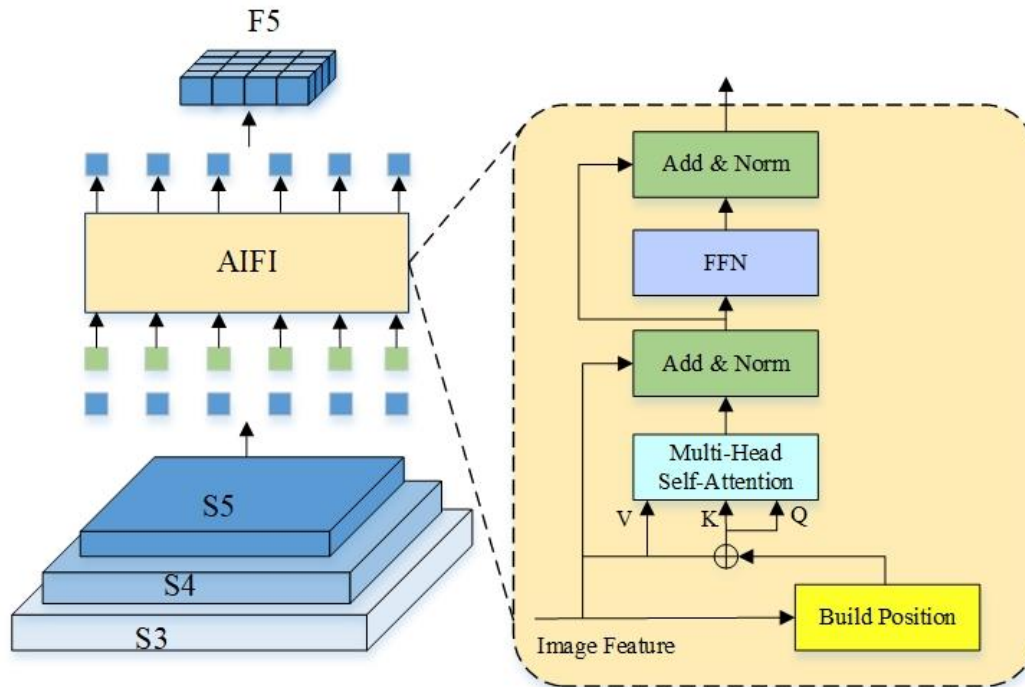 F5
AIFI
S5
S4
S3
Add & Norm
FFN
Add & Norm
Multi-Head
Self-Attention
V
K
Q
Build Position
Image Feature